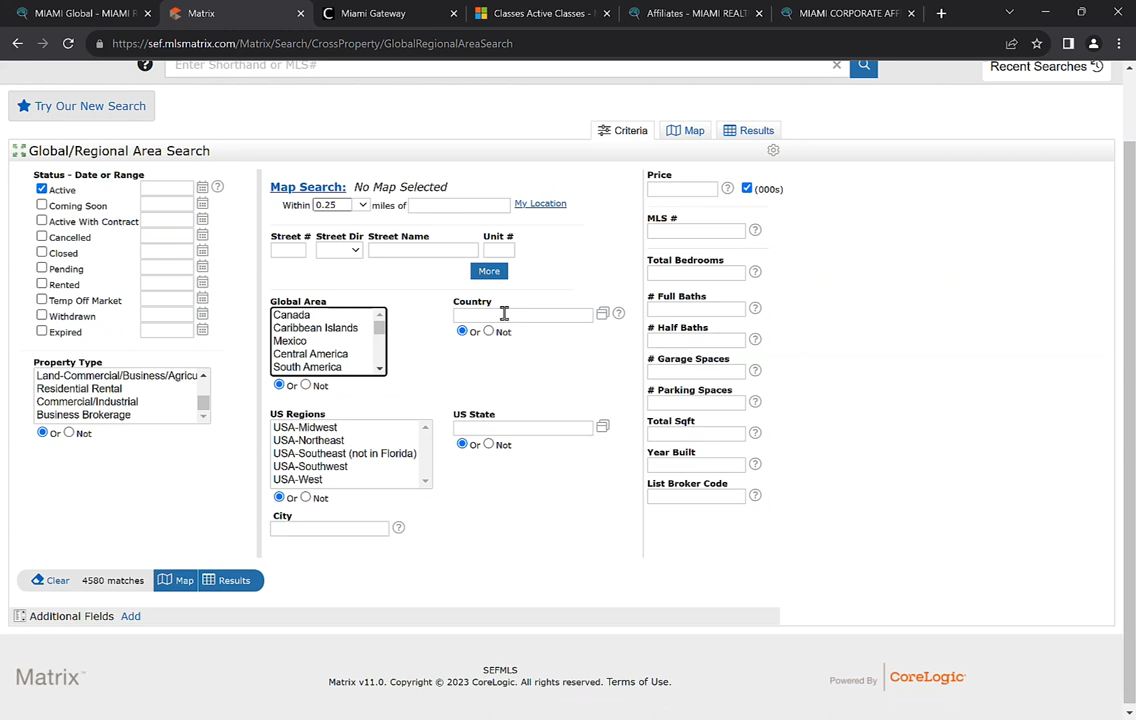 MIAMI Global - MIAMI R
Matrix
Miami Gateway
Classes Active Classes -
Affiliates - MIAMI REALT
MIAMI CORPORATE AFF
https://sef.mlsmatrix.com/Matrix/Search/CrossProperty/GlobalRegionalAreaSearch
Enter Shorthand or MLS#
Recent Searches
Try Our New Search
Criteria Map Results
Global/Regional Area Search
Status - Date or Range
Active
Coming Soon
Active With Contract
Cancelled
Closed
Pending
Rented
Temp Off Market
Withdrawn
Expired
Property Type
Land-Commercial/Business/Agricu
Residential Rental
Commercial/Industrial
Business Brokerage
Or Not
Map Search: No Map Selected
Within 0.25 miles of My Location
Street # Street Dir Street Name Unit #
More
Global Area
Canada
Caribbean Islands
Mexico
Central America
South America
Or Not
Country
Or Not
US Regions
USA-Midwest
USA-Northeast
USA-Southeast (not in Florida)
USA-Southwest
USA-West
Or Not
US State
Or Not
City
Price
(000s)
MLS #
Total Bedrooms
# Full Baths
# Half Baths
# Garage Spaces
# Parking Spaces
Total Sqft
Year Built
List Broker Code
Clear 4580 matches Map Results
Additional Fields Add
Matrix™
SEFMLS
Matrix v11.0. Copyright © 2023 CoreLogic. All rights reserved. Terms of Use.
Powered By CoreLogic